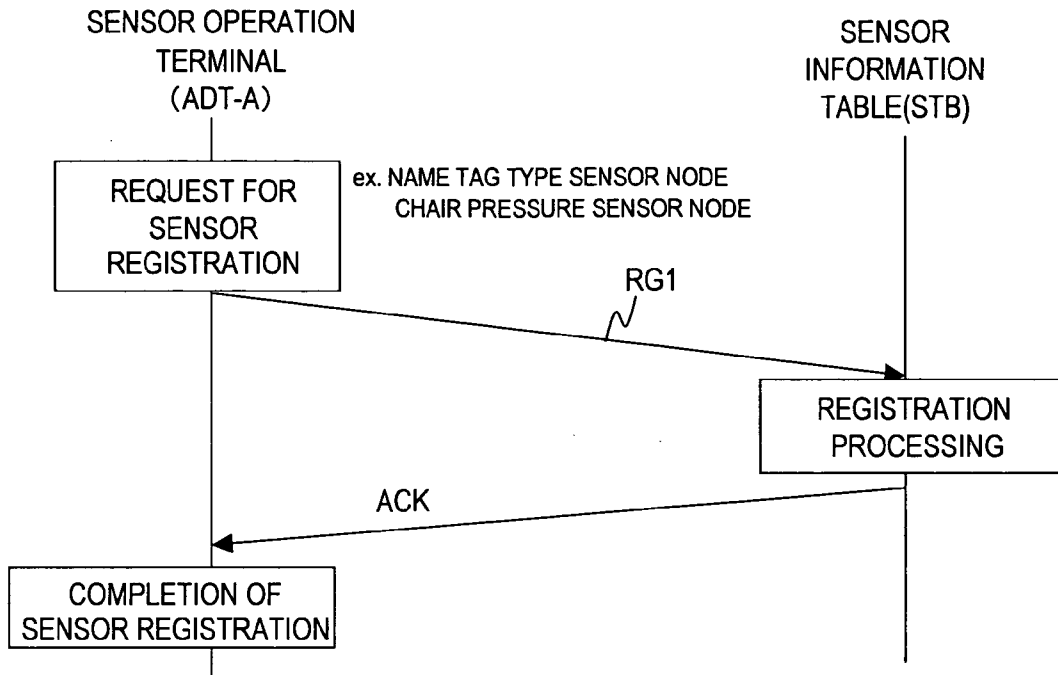 SENSOR OPERATION
TERMINAL
(ADT-A)
SENSOR
INFORMATION
TABLE(STB)
REQUEST FOR
SENSOR
REGISTRATION
ex. NAME TAG TYPE SENSOR NODE
CHAIR PRESSURE SENSOR NODE
RG1
REGISTRATION
PROCESSING
ACK
COMPLETION OF
SENSOR REGISTRATION